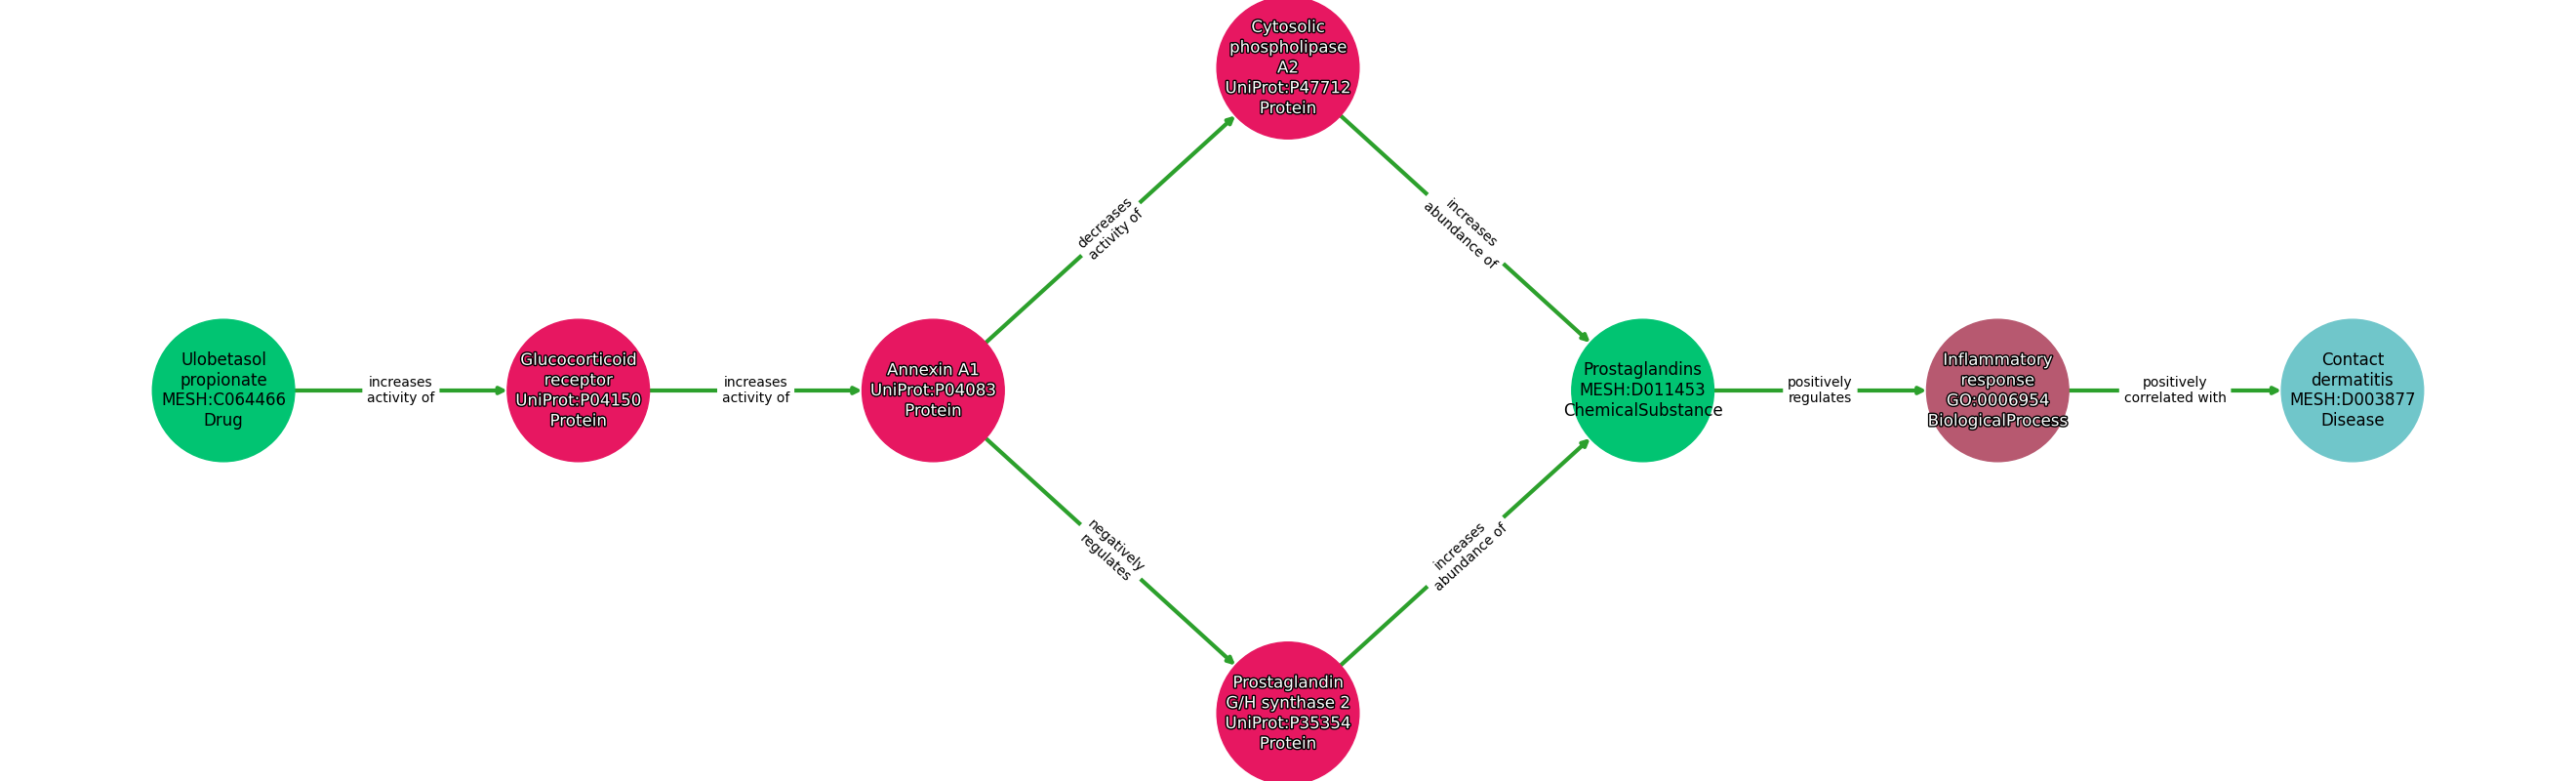 Ulobetasol
propionate
MESH:C064466
Drug
increases
activity of
Glucocorticoid
receptor
UniProt:P04150
Protein
increases
activity of
Annexin A1
UniProt:P04083
Protein
decreases
activity of
Cytosolic
phospholipase
A2
UniProt:P47712
Protein
increases
abundance of
negatively
regulates
Prostaglandin
G/H synthase 2
UniProt:P35354
Protein
increases
abundance of
Prostaglandins
MESH:D011453
ChemicalSubstance
positively
regulates
Inflammatory
response
GO:0006954
BiologicalProcess
positively
correlated with
Contact
dermatitis
MESH:D003877
Disease